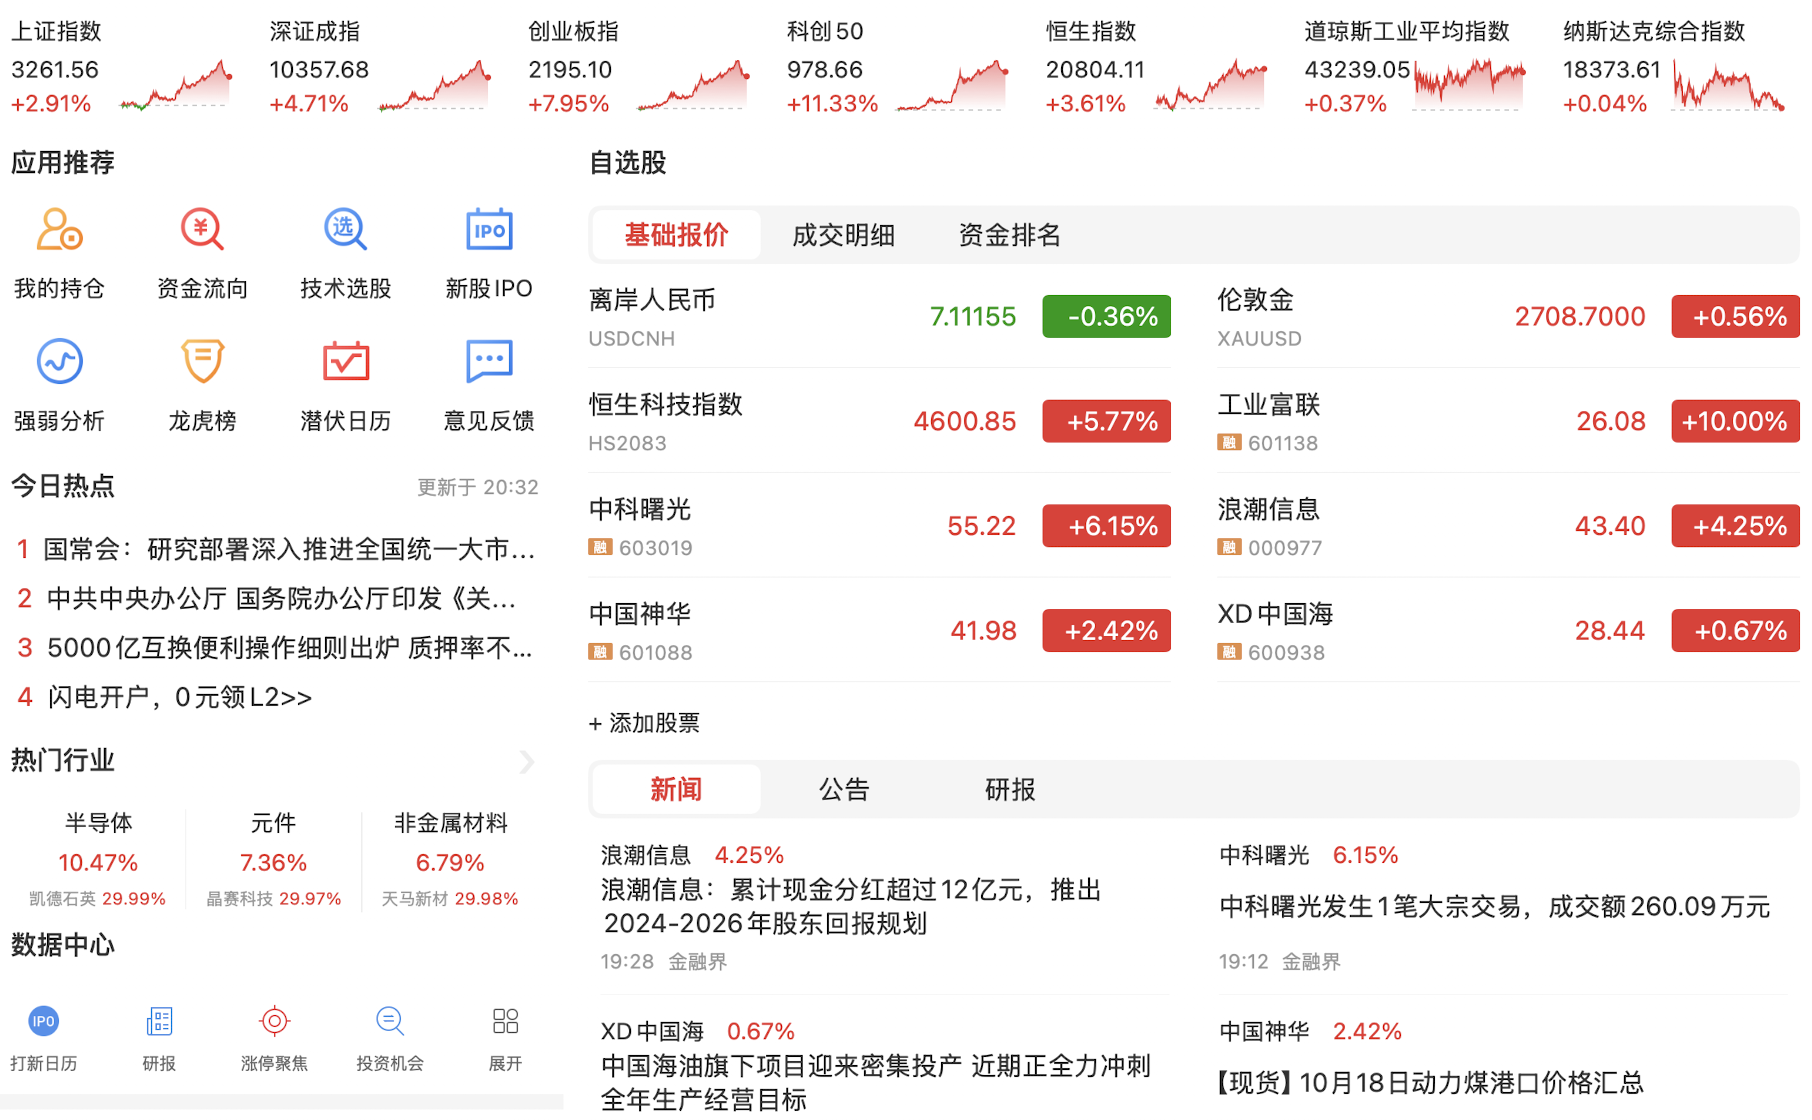 上证指数
3261.56
+2.91%
深证成指
10357.68
+4.71%
创业板指
2195.10
+7.95%
科创50
978.66
+11.33%
恒生指数
20804.11
+3.61%
道琼斯工业平均指数
43239.05
+0.37%
纳斯达克综合指数
18373.61
+0.04%
应用推荐
我的持仓
资金流向
选
技术选股
IPO
新股IPO
强弱分析
龙虎榜
潜伏日历
意见反馈
今日热点
更新于 20:32
1 国常会：研究部署深入推进全国统一大市...
2 中共中央办公厅 国务院办公厅印发《关...
3 5000亿互换便利操作细则出炉 质押率不...
4 闪电开户，0元领L2>>
热门行业
半导体
10.47%
凯德石英 29.99%
元件
7.36%
晶赛科技 29.97%
非金属材料
6.79%
天马新材 29.98%
数据中心
IPO
打新日历
研报
涨停聚焦
投资机会
展开
自选股
基础报价 成交明细 资金排名
离岸人民币
USDCNH
7.11155
-0.36%
伦敦金
XAUUSD
2708.7000
+0.56%
恒生科技指数
HS2083
4600.85
+5.77%
工业富联
融 601138
26.08
+10.00%
中科曙光
融 603019
55.22
+6.15%
浪潮信息
融 000977
43.40
+4.25%
中国神华
融 601088
41.98
+2.42%
XD中国海
融 600938
28.44
+0.67%
+ 添加股票
新闻 公告 研报
浪潮信息 4.25%
浪潮信息：累计现金分红超过12亿元，推出
2024-2026年股东回报规划
19:28 金融界
中科曙光 6.15%
中科曙光发生1笔大宗交易，成交额260.09万元
19:12 金融界
XD中国海 0.67%
中国海油旗下项目迎来密集投产 近期正全力冲刺
全年生产经营目标
中国神华 2.42%
【现货】10月18日动力煤港口价格汇总